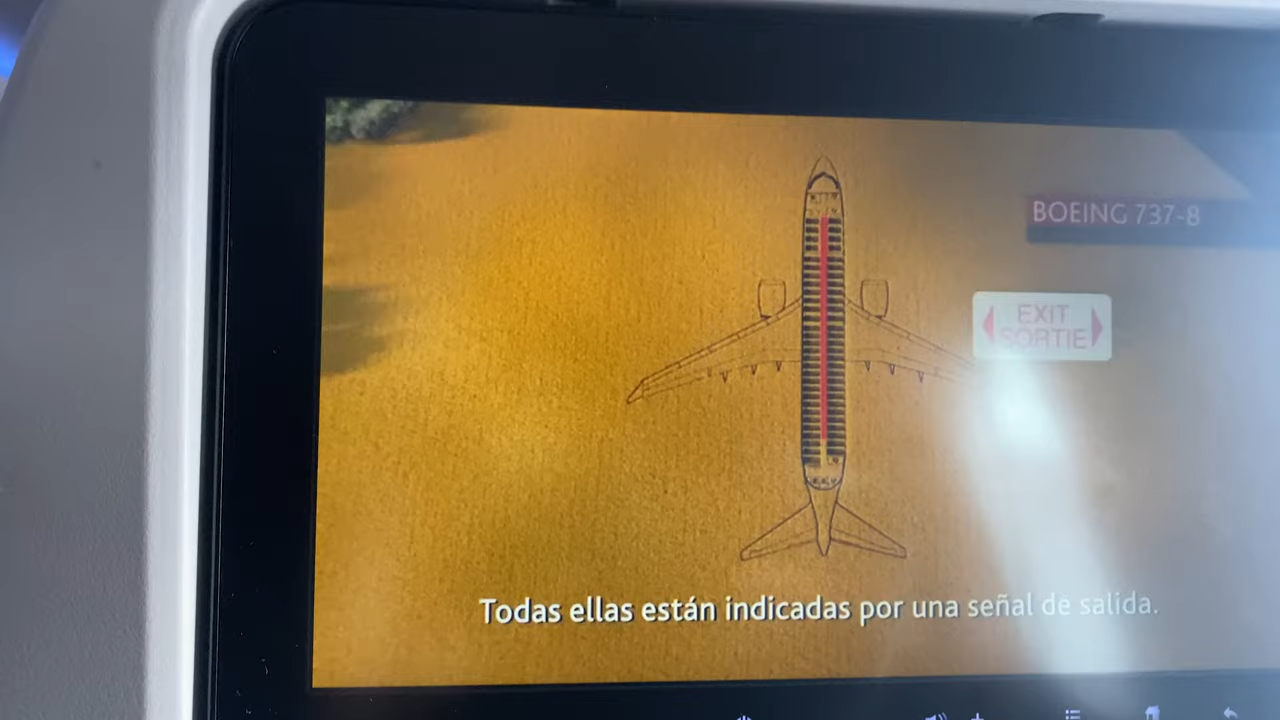 BOEING 737-8
EXIT
SORTIE
Todas ellas están indicadas por una señal de salida.